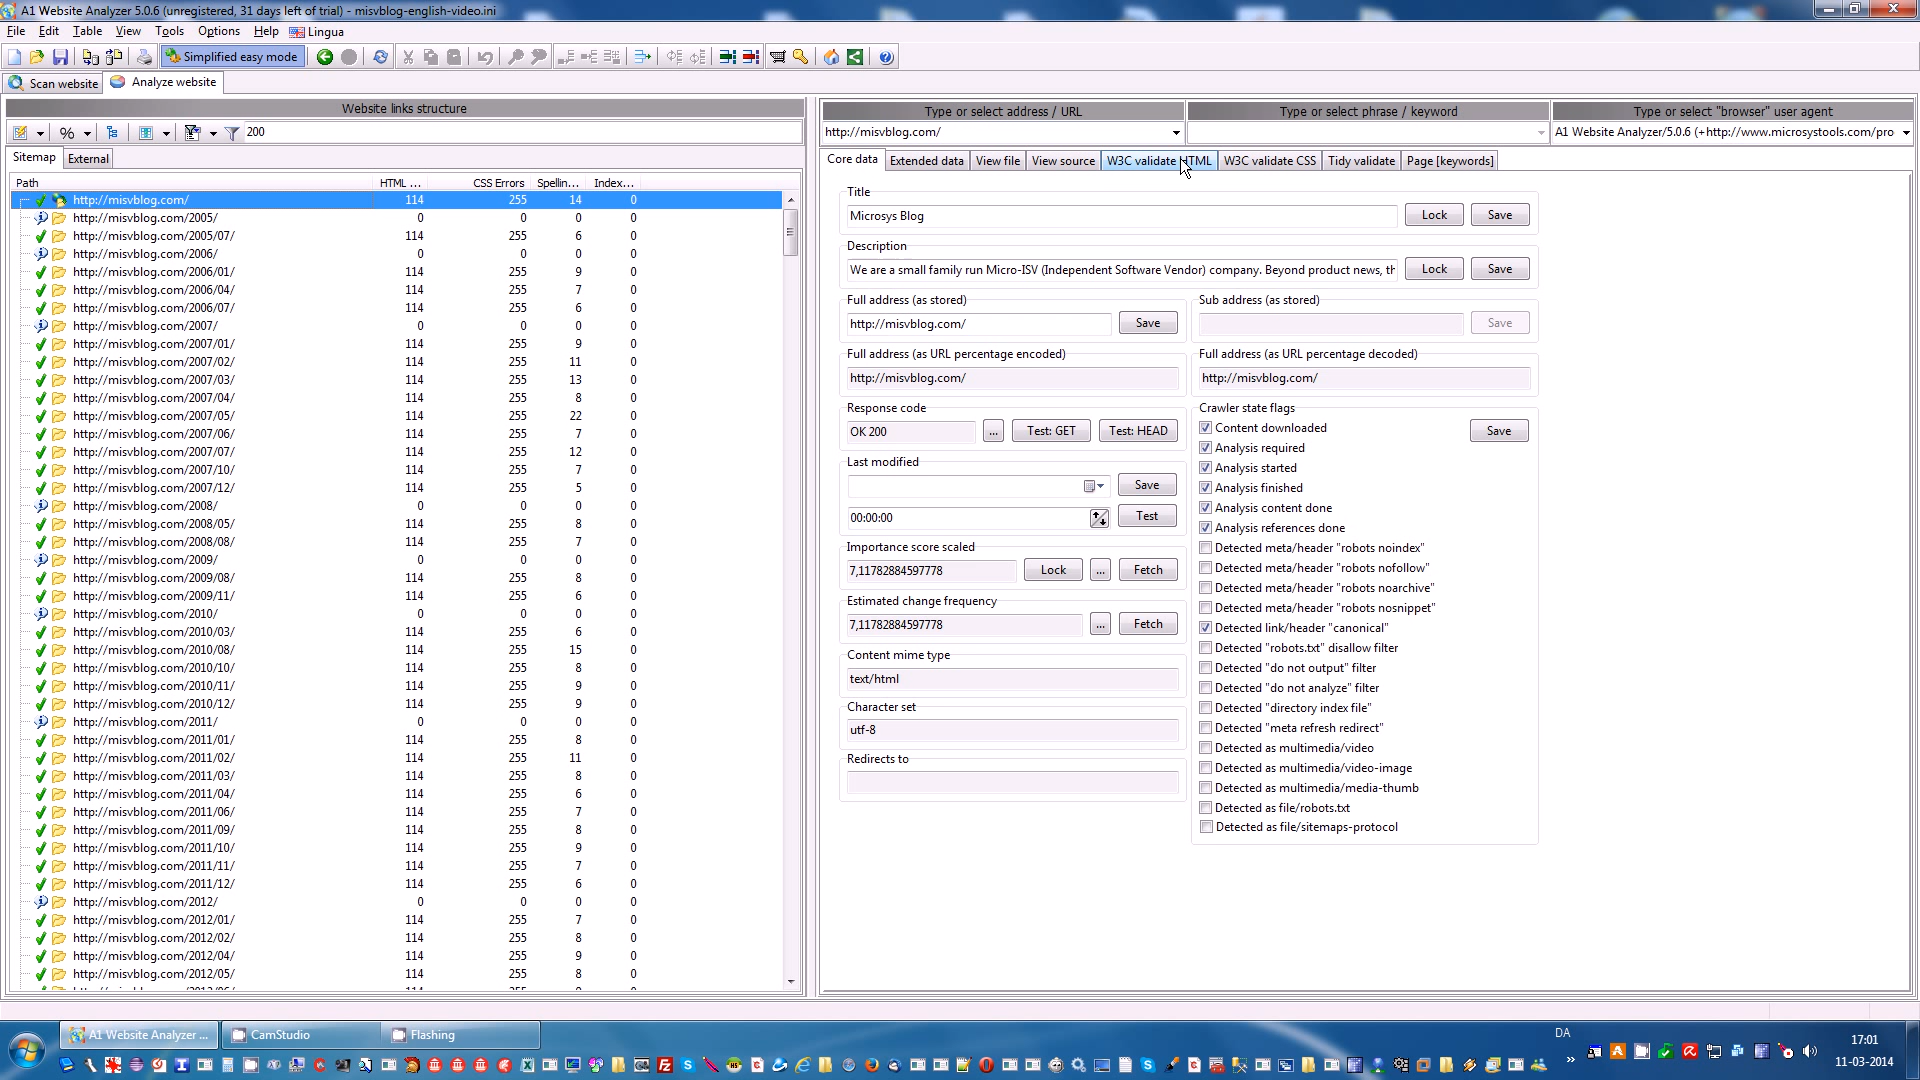 A1 Website Analyzer 5.0.6 (unregistered, 31 days left of trial) - misvblog-english-video.ini
File Edit Table View Tools Options Help Lingua
Simplified easy mode
Scan website Analyze website
Website links structure
% 200
Sitemap External
Path HTML ... CSS Errors Spellin... Index...
http://misvblog.com/ 114 255 14 0
http://misvblog.com/2005/ 0 0 0 0
http://misvblog.com/2005/07/ 114 255 6 0
http://misvblog.com/2006/ 0 0 0 0
http://misvblog.com/2006/01/ 114 255 9 0
http://misvblog.com/2006/04/ 114 255 7 0
http://misvblog.com/2006/07/ 114 255 6 0
http://misvblog.com/2007/ 0 0 0 0
http://misvblog.com/2007/01/ 114 255 9 0
http://misvblog.com/2007/02/ 114 255 11 0
http://misvblog.com/2007/03/ 114 255 13 0
http://misvblog.com/2007/04/ 114 255 8 0
http://misvblog.com/2007/05/ 114 255 22 0
http://misvblog.com/2007/06/ 114 255 7 0
http://misvblog.com/2007/07/ 114 255 12 0
http://misvblog.com/2007/10/ 114 255 7 0
http://misvblog.com/2007/12/ 114 255 5 0
http://misvblog.com/2008/ 0 0 0 0
http://misvblog.com/2008/05/ 114 255 8 0
http://misvblog.com/2008/08/ 114 255 7 0
http://misvblog.com/2009/ 0 0 0 0
http://misvblog.com/2009/08/ 114 255 8 0
http://misvblog.com/2009/11/ 114 255 6 0
http://misvblog.com/2010/ 0 0 0 0
http://misvblog.com/2010/03/ 114 255 6 0
http://misvblog.com/2010/08/ 114 255 15 0
http://misvblog.com/2010/10/ 114 255 8 0
http://misvblog.com/2010/11/ 114 255 9 0
http://misvblog.com/2010/12/ 114 255 9 0
http://misvblog.com/2011/ 0 0 0 0
http://misvblog.com/2011/01/ 114 255 8 0
http://misvblog.com/2011/02/ 114 255 11 0
http://misvblog.com/2011/03/ 114 255 8 0
http://misvblog.com/2011/04/ 114 255 6 0
http://misvblog.com/2011/06/ 114 255 7 0
http://misvblog.com/2011/09/ 114 255 8 0
http://misvblog.com/2011/10/ 114 255 9 0
http://misvblog.com/2011/11/ 114 255 7 0
http://misvblog.com/2011/12/ 114 255 6 0
http://misvblog.com/2012/ 0 0 0 0
http://misvblog.com/2012/01/ 114 255 7 0
http://misvblog.com/2012/02/ 114 255 8 0
http://misvblog.com/2012/04/ 114 255 9 0
http://misvblog.com/2012/05/ 114 255 8 0
Type or select address / URL Type or select phrase / keyword Type or select "browser" user agent
http://misvblog.com/ A1 Website Analyzer/5.0.6 (+http://www.microsystools.com/pro
Core data Extended data View file View source W3C validate HTML W3C validate CSS Tidy validate Page [keywords]
Title
Microsys Blog Lock Save
Description
We are a small family run Micro-ISV (Independent Software Vendor) company. Beyond product news, th Lock Save
Full address (as stored) Sub address (as stored)
http://misvblog.com/ Save Save
Full address (as URL percentage encoded) Full address (as URL percentage decoded)
http://misvblog.com/ http://misvblog.com/
Response code
OK 200 ... Test: GET Test: HEAD
Last modified
Save
00:00:00 Test
Importance score scaled
7,11782884597778 Lock ... Fetch
Estimated change frequency
7,11782884597778 ... Fetch
Content mime type
text/html
Character set
utf-8
Redirects to
Crawler state flags
Content downloaded Save
Analysis required
Analysis started
Analysis finished
Analysis content done
Analysis references done
Detected meta/header "robots noindex"
Detected meta/header "robots nofollow"
Detected meta/header "robots noarchive"
Detected meta/header "robots nosnippet"
Detected link/header "canonical"
Detected "robots.txt" disallow filter
Detected "do not output" filter
Detected "do not analyze" filter
Detected "directory index file"
Detected "meta refresh redirect"
Detected as multimedia/video
Detected as multimedia/video-image
Detected as multimedia/media-thumb
Detected as file/robots.txt
Detected as file/sitemaps-protocol
A1 Website Analyzer ... CamStudio Flashing
DA
17:01
11-03-2014